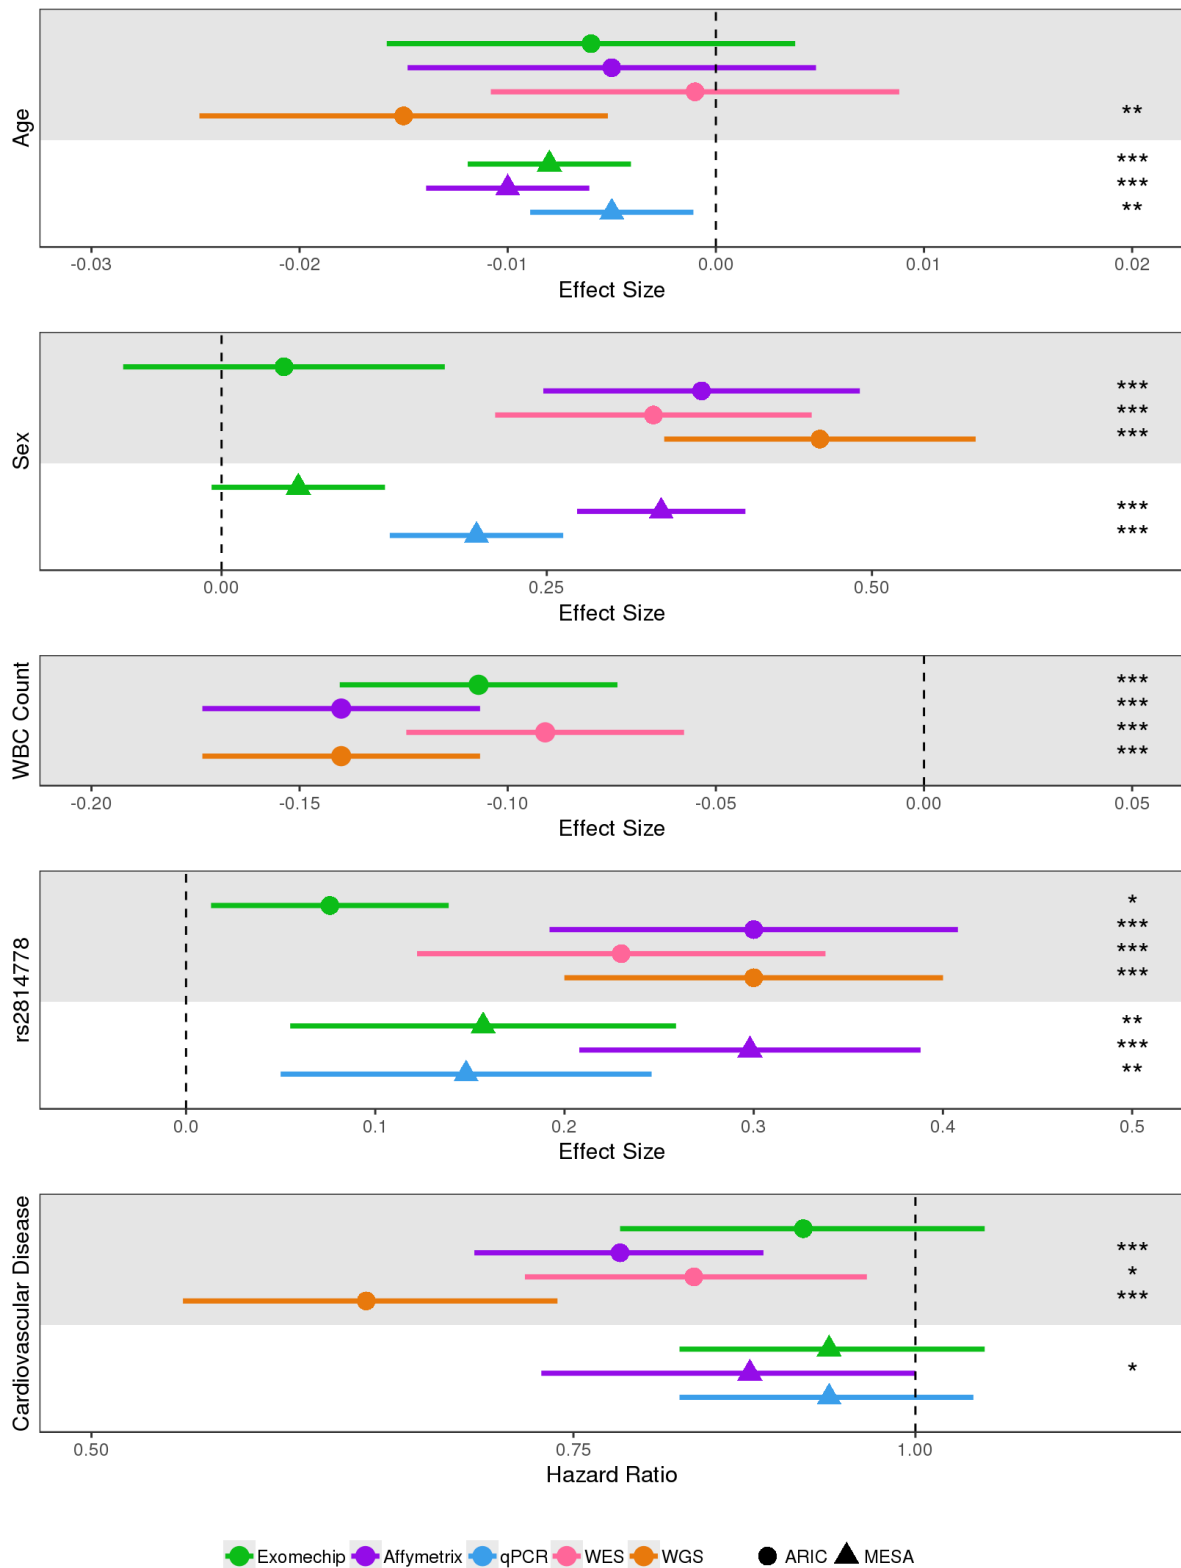 Age
**
***
***
**
-0.03 -0.02 -0.01 0.00 0.01 0.02
Effect Size
Sex
***
***
***
***
***
0.00 0.25 0.50
Effect Size
WBC Count
***
***
***
***
-0.20 -0.15 -0.10 -0.05 0.00 0.05
Effect Size
rs2814778
*
***
***
***
**
***
**
0.0 0.1 0.2 0.3 0.4 0.5
Effect Size
Cardiovascular Disease
***
*
***
*
0.50 0.75 1.00
Hazard Ratio
Exomechip Affymetrix qPCR WES WGS ARIC MESA